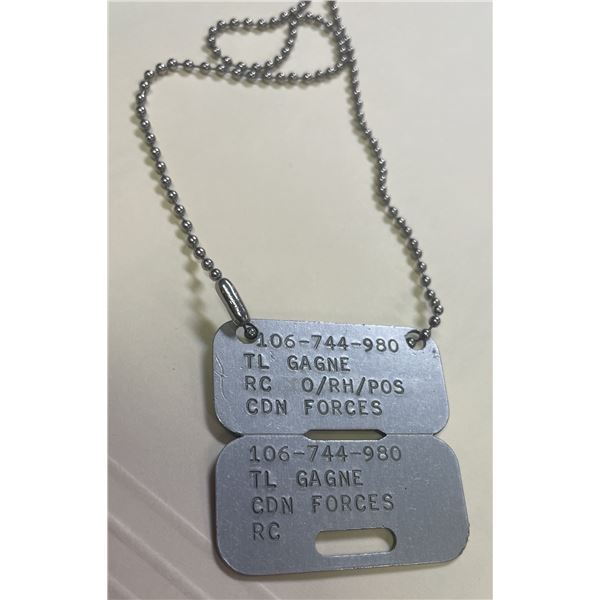 106-744-980
TL GAGNE
RC O/RH/POS
CDN FORCES
106-744-980
TL GAGNE
CDN FORCES
RC